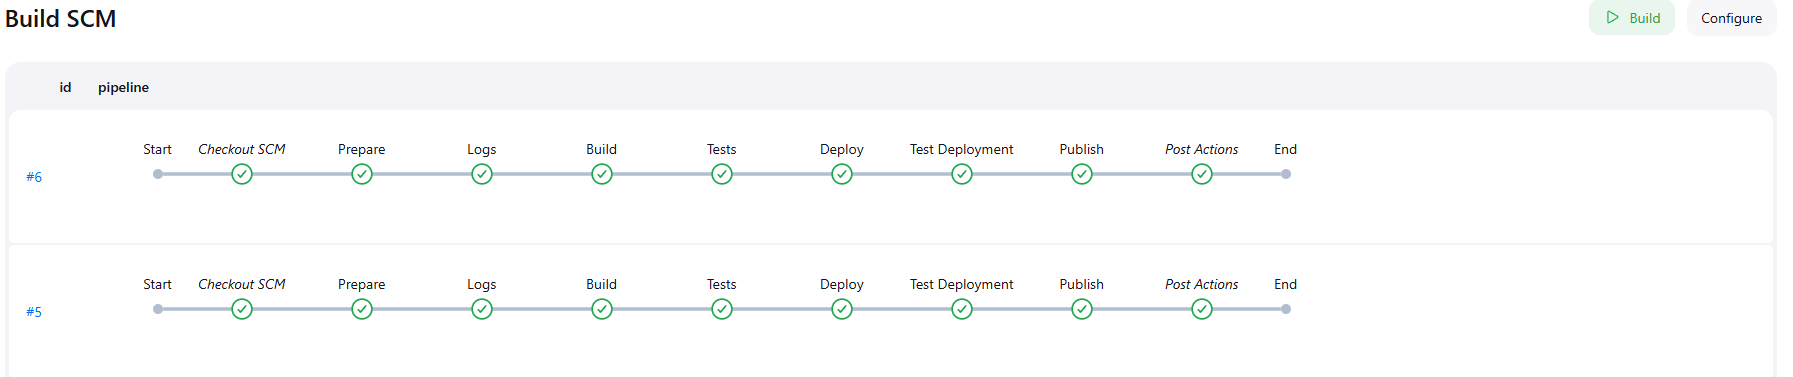 Build SCM
Build Configure
id pipeline
Start Checkout SCM Prepare Logs Build Tests Deploy Test Deployment Publish Post Actions End
#6
Start Checkout SCM Prepare Logs Build Tests Deploy Test Deployment Publish Post Actions End
#5